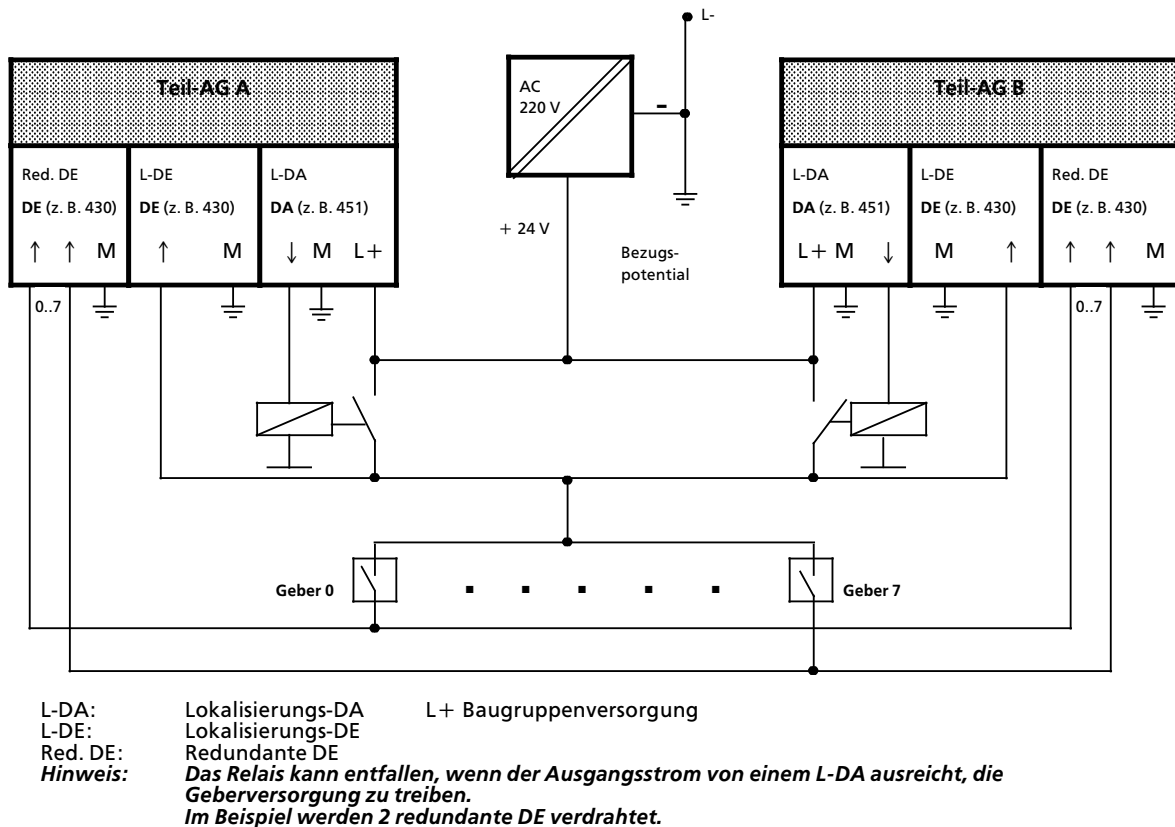 L-
Teil-AG A
AC
220 V
-
Teil-AG B
Red. DE
DE (z. B. 430)
↑ ↑ M
L-DE
DE (z. B. 430)
↑ M
L-DA
DA (z. B. 451)
↓ M L+
L-DA
DA (z. B. 451)
L+ M ↓
L-DE
DE (z. B. 430)
M ↑
Red. DE
DE (z. B. 430)
↑ ↑ M
+ 24 V
Bezugs-
potential
0..7
0..7
Geber 0
Geber 7
L-DA: Lokalisierungs-DA L+ Baugruppenversorgung
L-DE: Lokalisierungs-DE
Red. DE: Redundante DE
Hinweis: Das Relais kann entfallen, wenn der Ausgangsstrom von einem L-DA ausreicht, die
Geberversorgung zu treiben.
Im Beispiel werden 2 redundante DE verdrahtet.